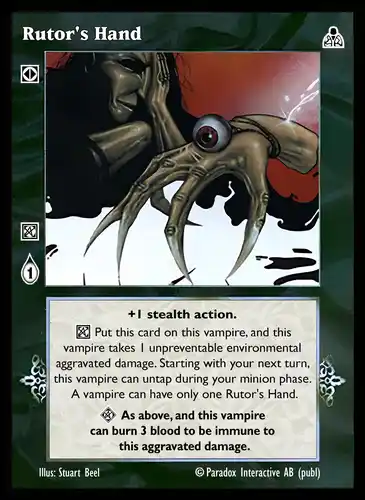 Rutor's Hand
1
+1 stealth action.
Put this card on this vampire, and this
vampire takes 1 unpreventable environmental
aggravated damage. Starting with your next turn,
this vampire can untap during your minion phase.
A vampire can have only one Rutor's Hand.
As above, and this vampire
can burn 3 blood to be immune to
this aggravated damage.
Illus: Stuart Beel
© Paradox Interactive AB (publ)